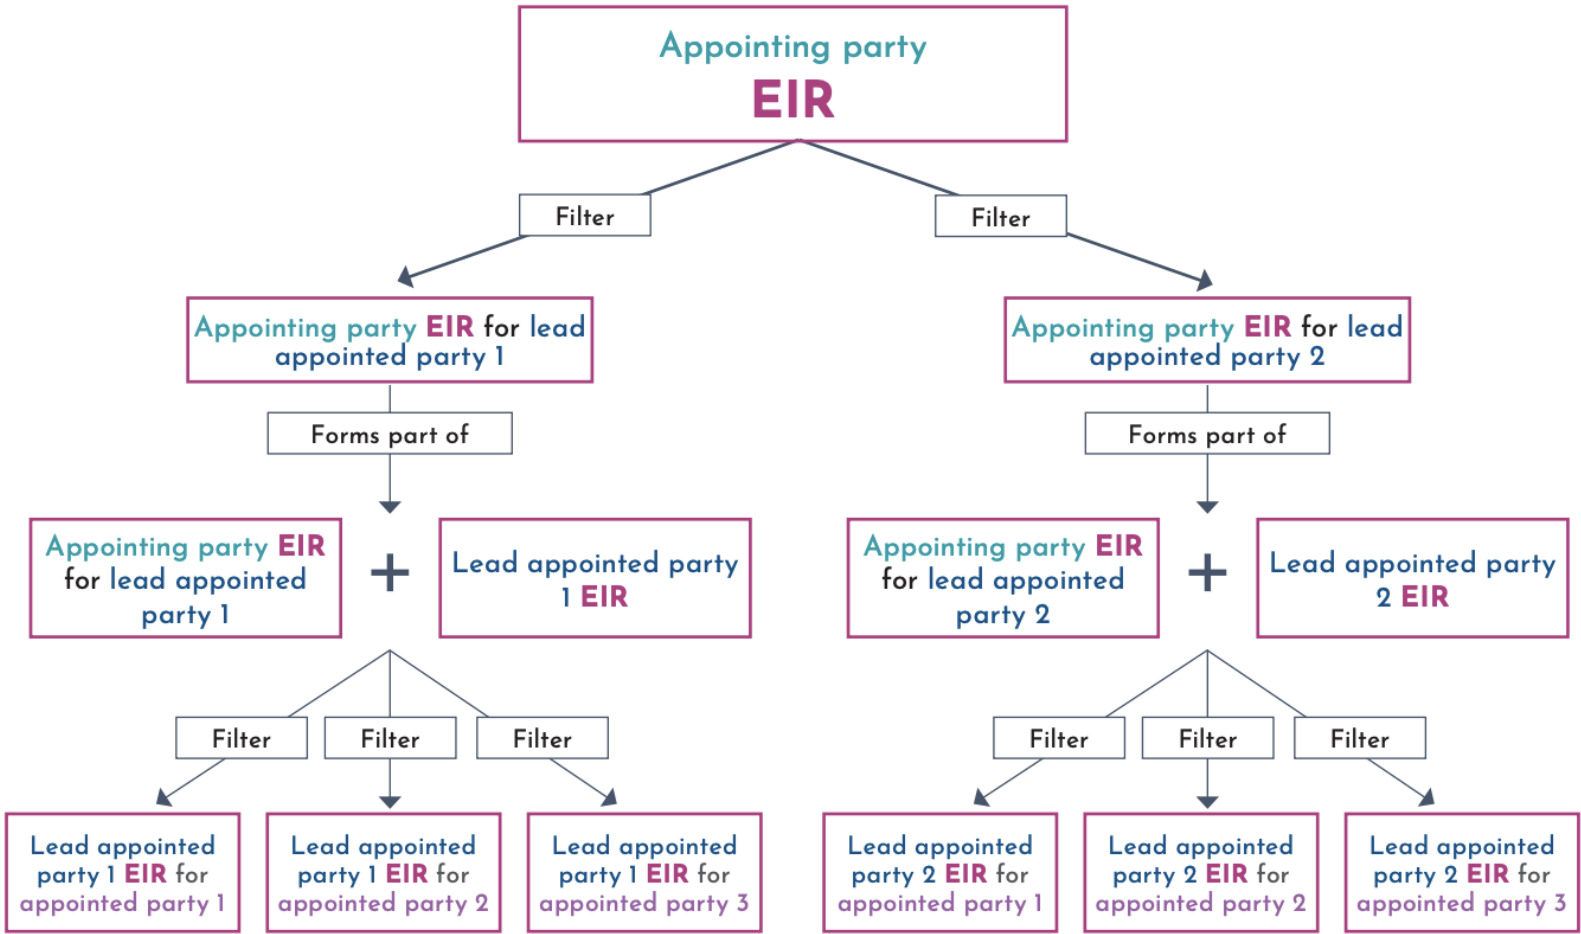 Appointing party
EIR
Filter
Filter
Appointing party EIR for lead
appointed party 1
Appointing party EIR for lead
appointed party 2
Forms part of
Forms part of
Appointing party EIR
for lead appointed
party 1
+
Lead appointed party
1 EIR
Appointing party EIR
for lead appointed
party 2
+
Lead appointed party
2 EIR
Filter
Filter
Filter
Filter
Filter
Filter
Lead appointed
party 1 EIR for
appointed party 1
Lead appointed
party 1 EIR for
appointed party 2
Lead appointed
party 1 EIR for
appointed party 3
Lead appointed
party 2 EIR for
appointed party 1
Lead appointed
party 2 EIR for
appointed party 2
Lead appointed
party 2 EIR for
appointed party 3